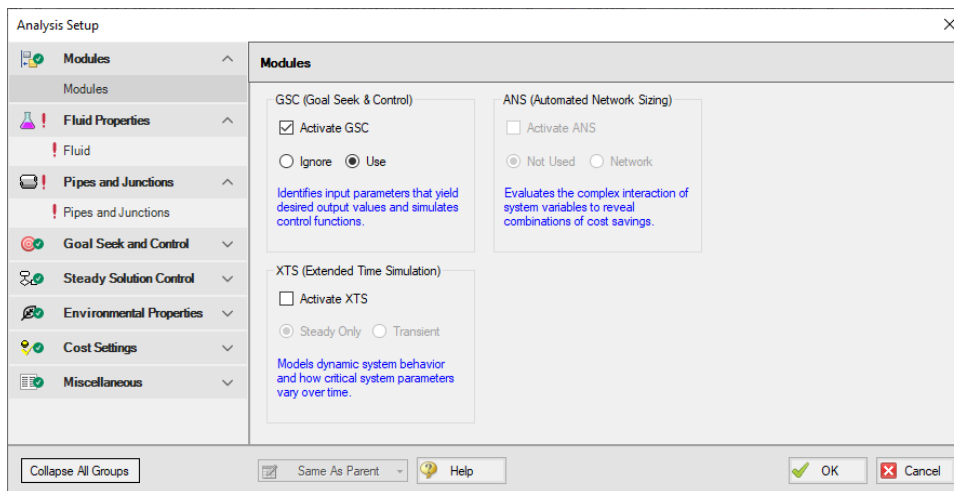 Analysis Setup
Modules
Modules
Fluid Properties
Fluid
Pipes and Junctions
Pipes and Junctions
Goal Seek and Control
Steady Solution Control
Environmental Properties
Cost Settings
Miscellaneous
Modules
GSC (Goal Seek & Control)
Activate GSC
Ignore Use
Identifies input parameters that yield
desired output values and simulates
control functions.
ANS (Automated Network Sizing)
Activate ANS
Not Used Network
Evaluates the complex interaction of
system variables to reveal
combinations of cost savings.
XTS (Extended Time Simulation)
Activate XTS
Steady Only Transient
Models dynamic system behavior
and how critical system parameters
vary over time.
Collapse All Groups Same As Parent Help OK Cancel